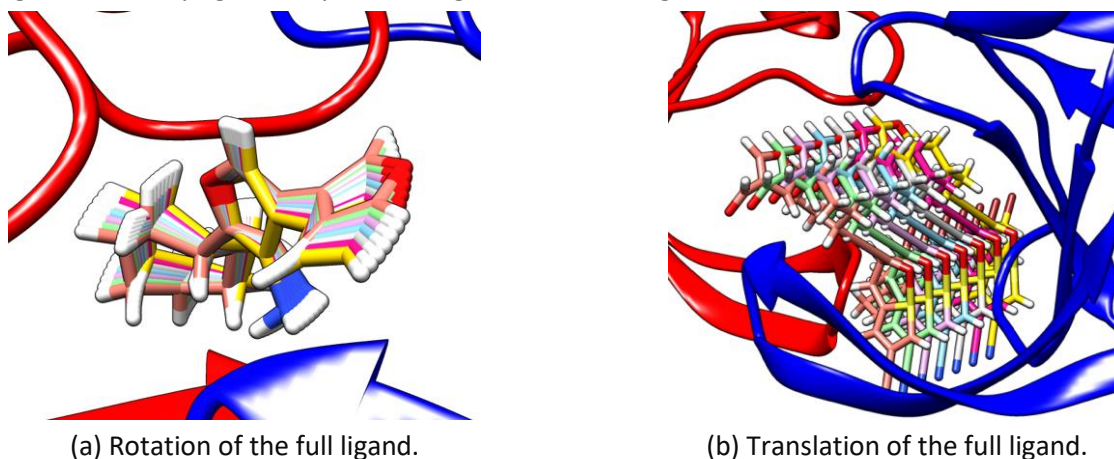 (a) Rotation of the full ligand.
(b) Translation of the full ligand.